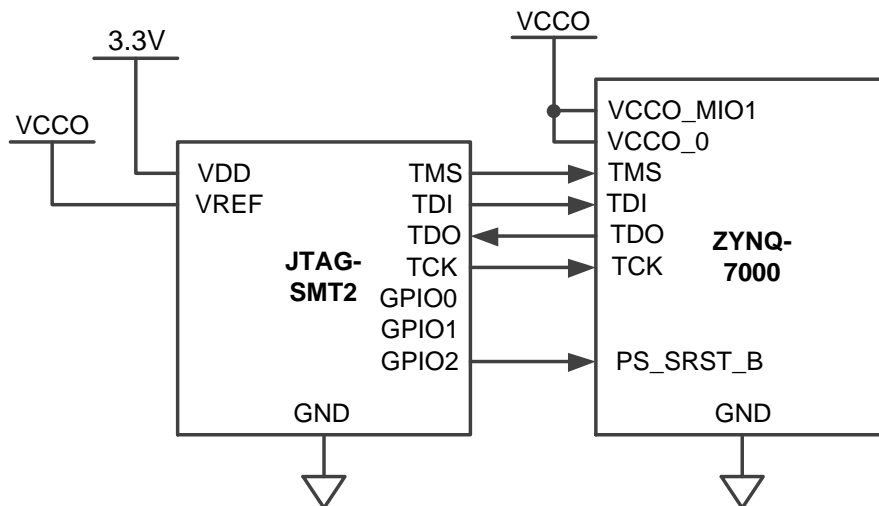 VCCO
3.3V
VCCO
VDD
VREF
JTAG-
SMT2
TMS
TDI
TDO
TCK
GPIO0
GPIO1
GPIO2
GND
VCCO_MIO1
VCCO_0
TMS
TDI
TDO
TCK
ZYNQ-
7000
PS_SRST_B
GND